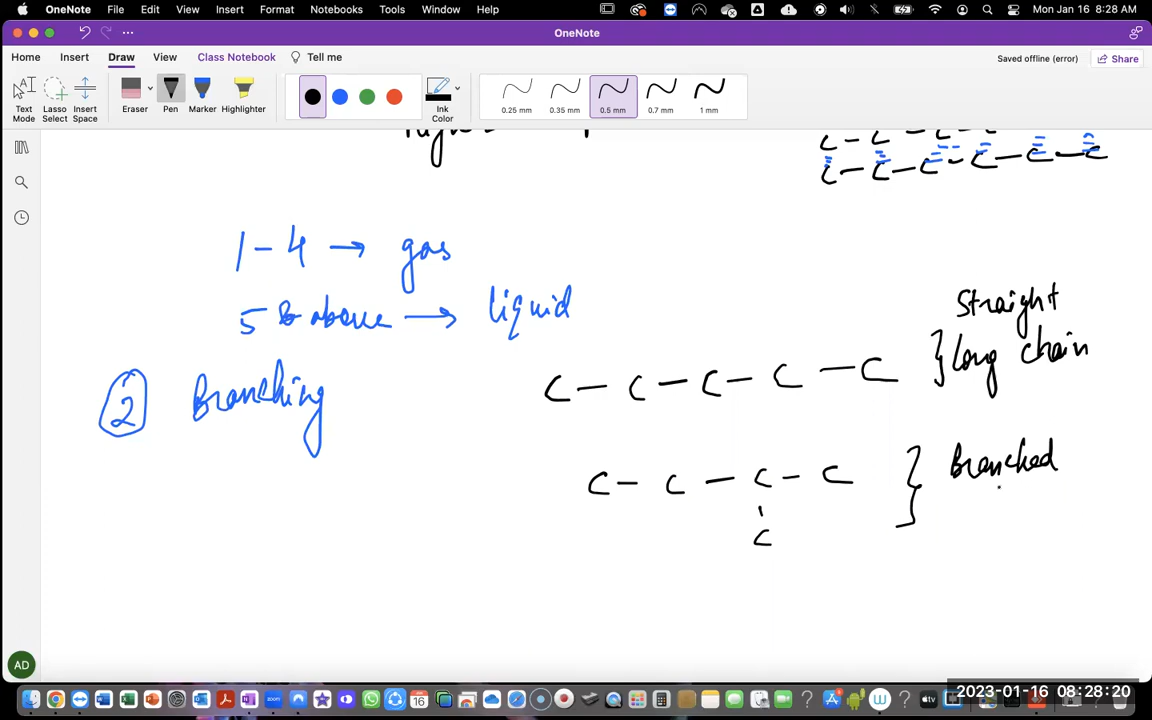 OneNote File Edit View Insert Format Notebooks Tools Window Help Mon Jan 16 8:28 AM
OneNote
Home Insert Draw View Class Notebook Tell me Saved offline (error) Share
Text Mode Lasso Select Insert Space Eraser Pen Marker Highlighter Ink Color 0.25 mm 0.35 mm 0.5 mm 0.7 mm 1 mm
C - C - C - C - C - C
1 - 4 → gas
5 & above → liquid
Straight
long chain
C - C - C - C - C
2 Branching
C - C - C - C
C
Branched
AD
2023-01-16 08:28:20